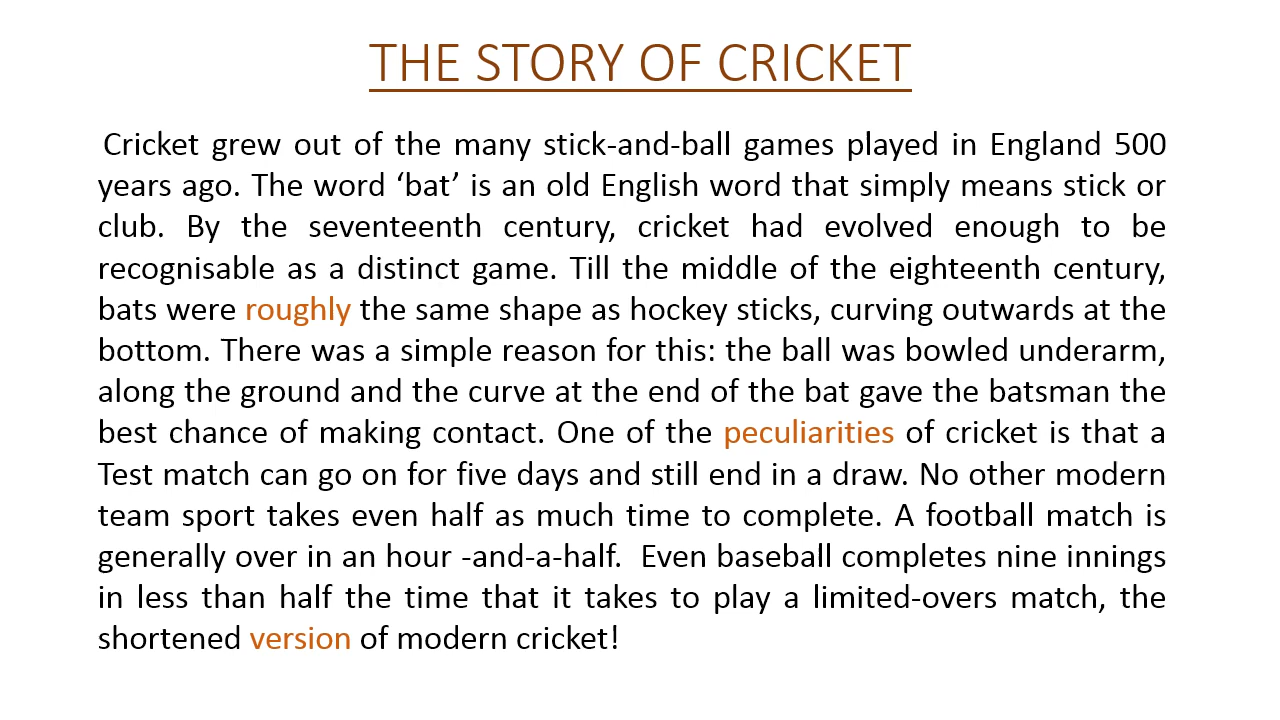 THE STORY OF CRICKET
Cricket grew out of the many stick-and-ball games played in England 500
years ago. The word ‘bat’ is an old English word that simply means stick or
club. By the seventeenth century, cricket had evolved enough to be
recognisable as a distinct game. Till the middle of the eighteenth century,
bats were roughly the same shape as hockey sticks, curving outwards at the
bottom. There was a simple reason for this: the ball was bowled underarm,
along the ground and the curve at the end of the bat gave the batsman the
best chance of making contact. One of the peculiarities of cricket is that a
Test match can go on for five days and still end in a draw. No other modern
team sport takes even half as much time to complete. A football match is
generally over in an hour -and-a-half.  Even baseball completes nine innings
in less than half the time that it takes to play a limited-overs match, the
shortened version of modern cricket!